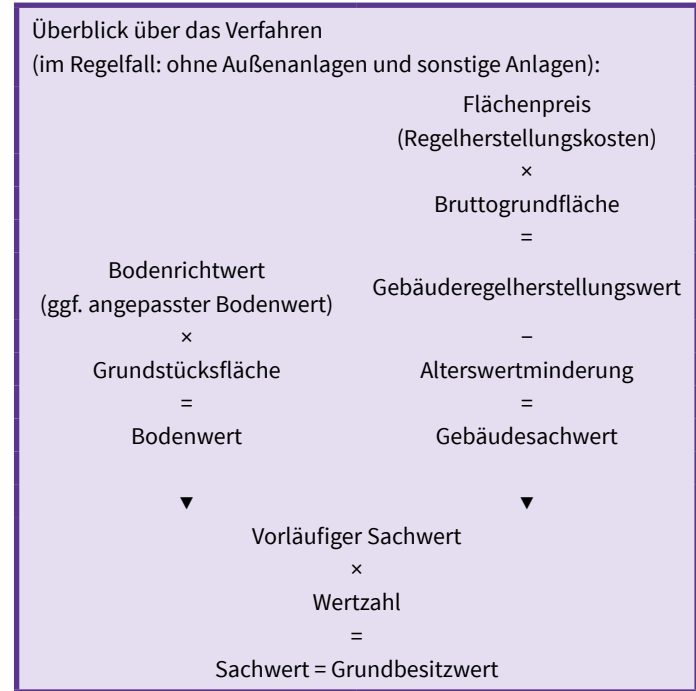 Überblick über das Verfahren
(im Regelfall: ohne Außenanlagen und sonstige Anlagen):
Flächenpreis
(Regelherstellungskosten)
×
Bruttogrundfläche
=
Gebäuderegelherstellungswert
–
Alterswertminderung
=
Gebäudesachwert
▼
Bodenrichtwert
(ggf. angepasster Bodenwert)
×
Grundstücksfläche
=
Bodenwert
▼
Vorläufiger Sachwert
×
Wertzahl
=
Sachwert = Grundbesitzwert